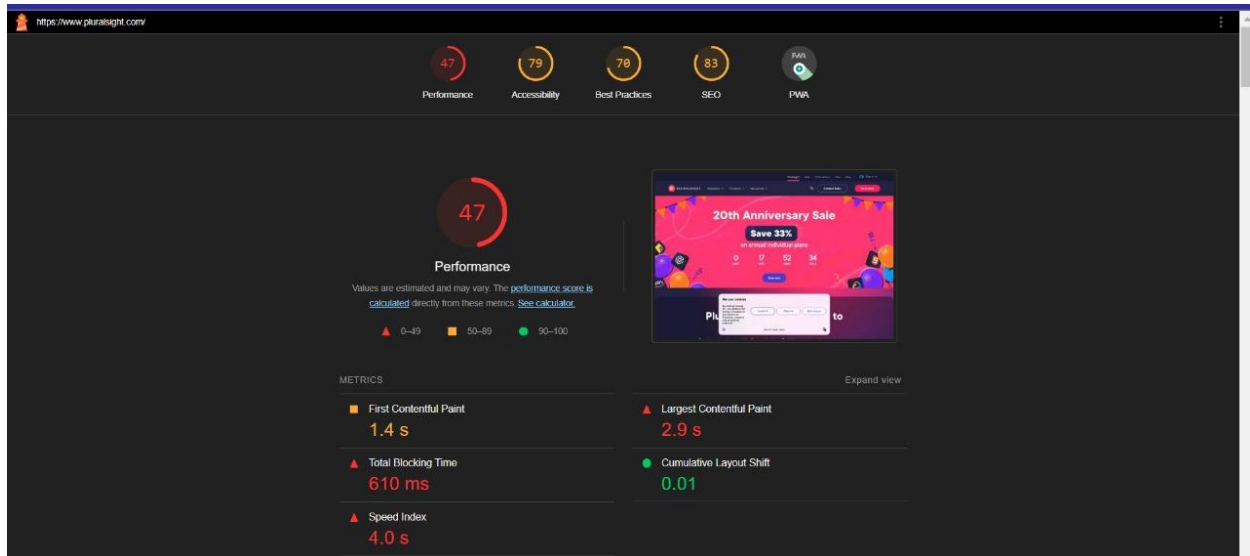 https://www.pluralsight.com/
47 79 70 83 PWA
Performance Accessibility Best Practices SEO PWA
47
Performance
Values are estimated and may vary. The performance score is
calculated directly from these metrics. See calculator.
0–49 50–89 90–100
20th Anniversary Sale
Save 33%
on annual individual plans
0 17 52 34
We use cookies
to
METRICS Expand view
First Contentful Paint
1.4 s
Largest Contentful Paint
2.9 s
Total Blocking Time
610 ms
Cumulative Layout Shift
0.01
Speed Index
4.0 s